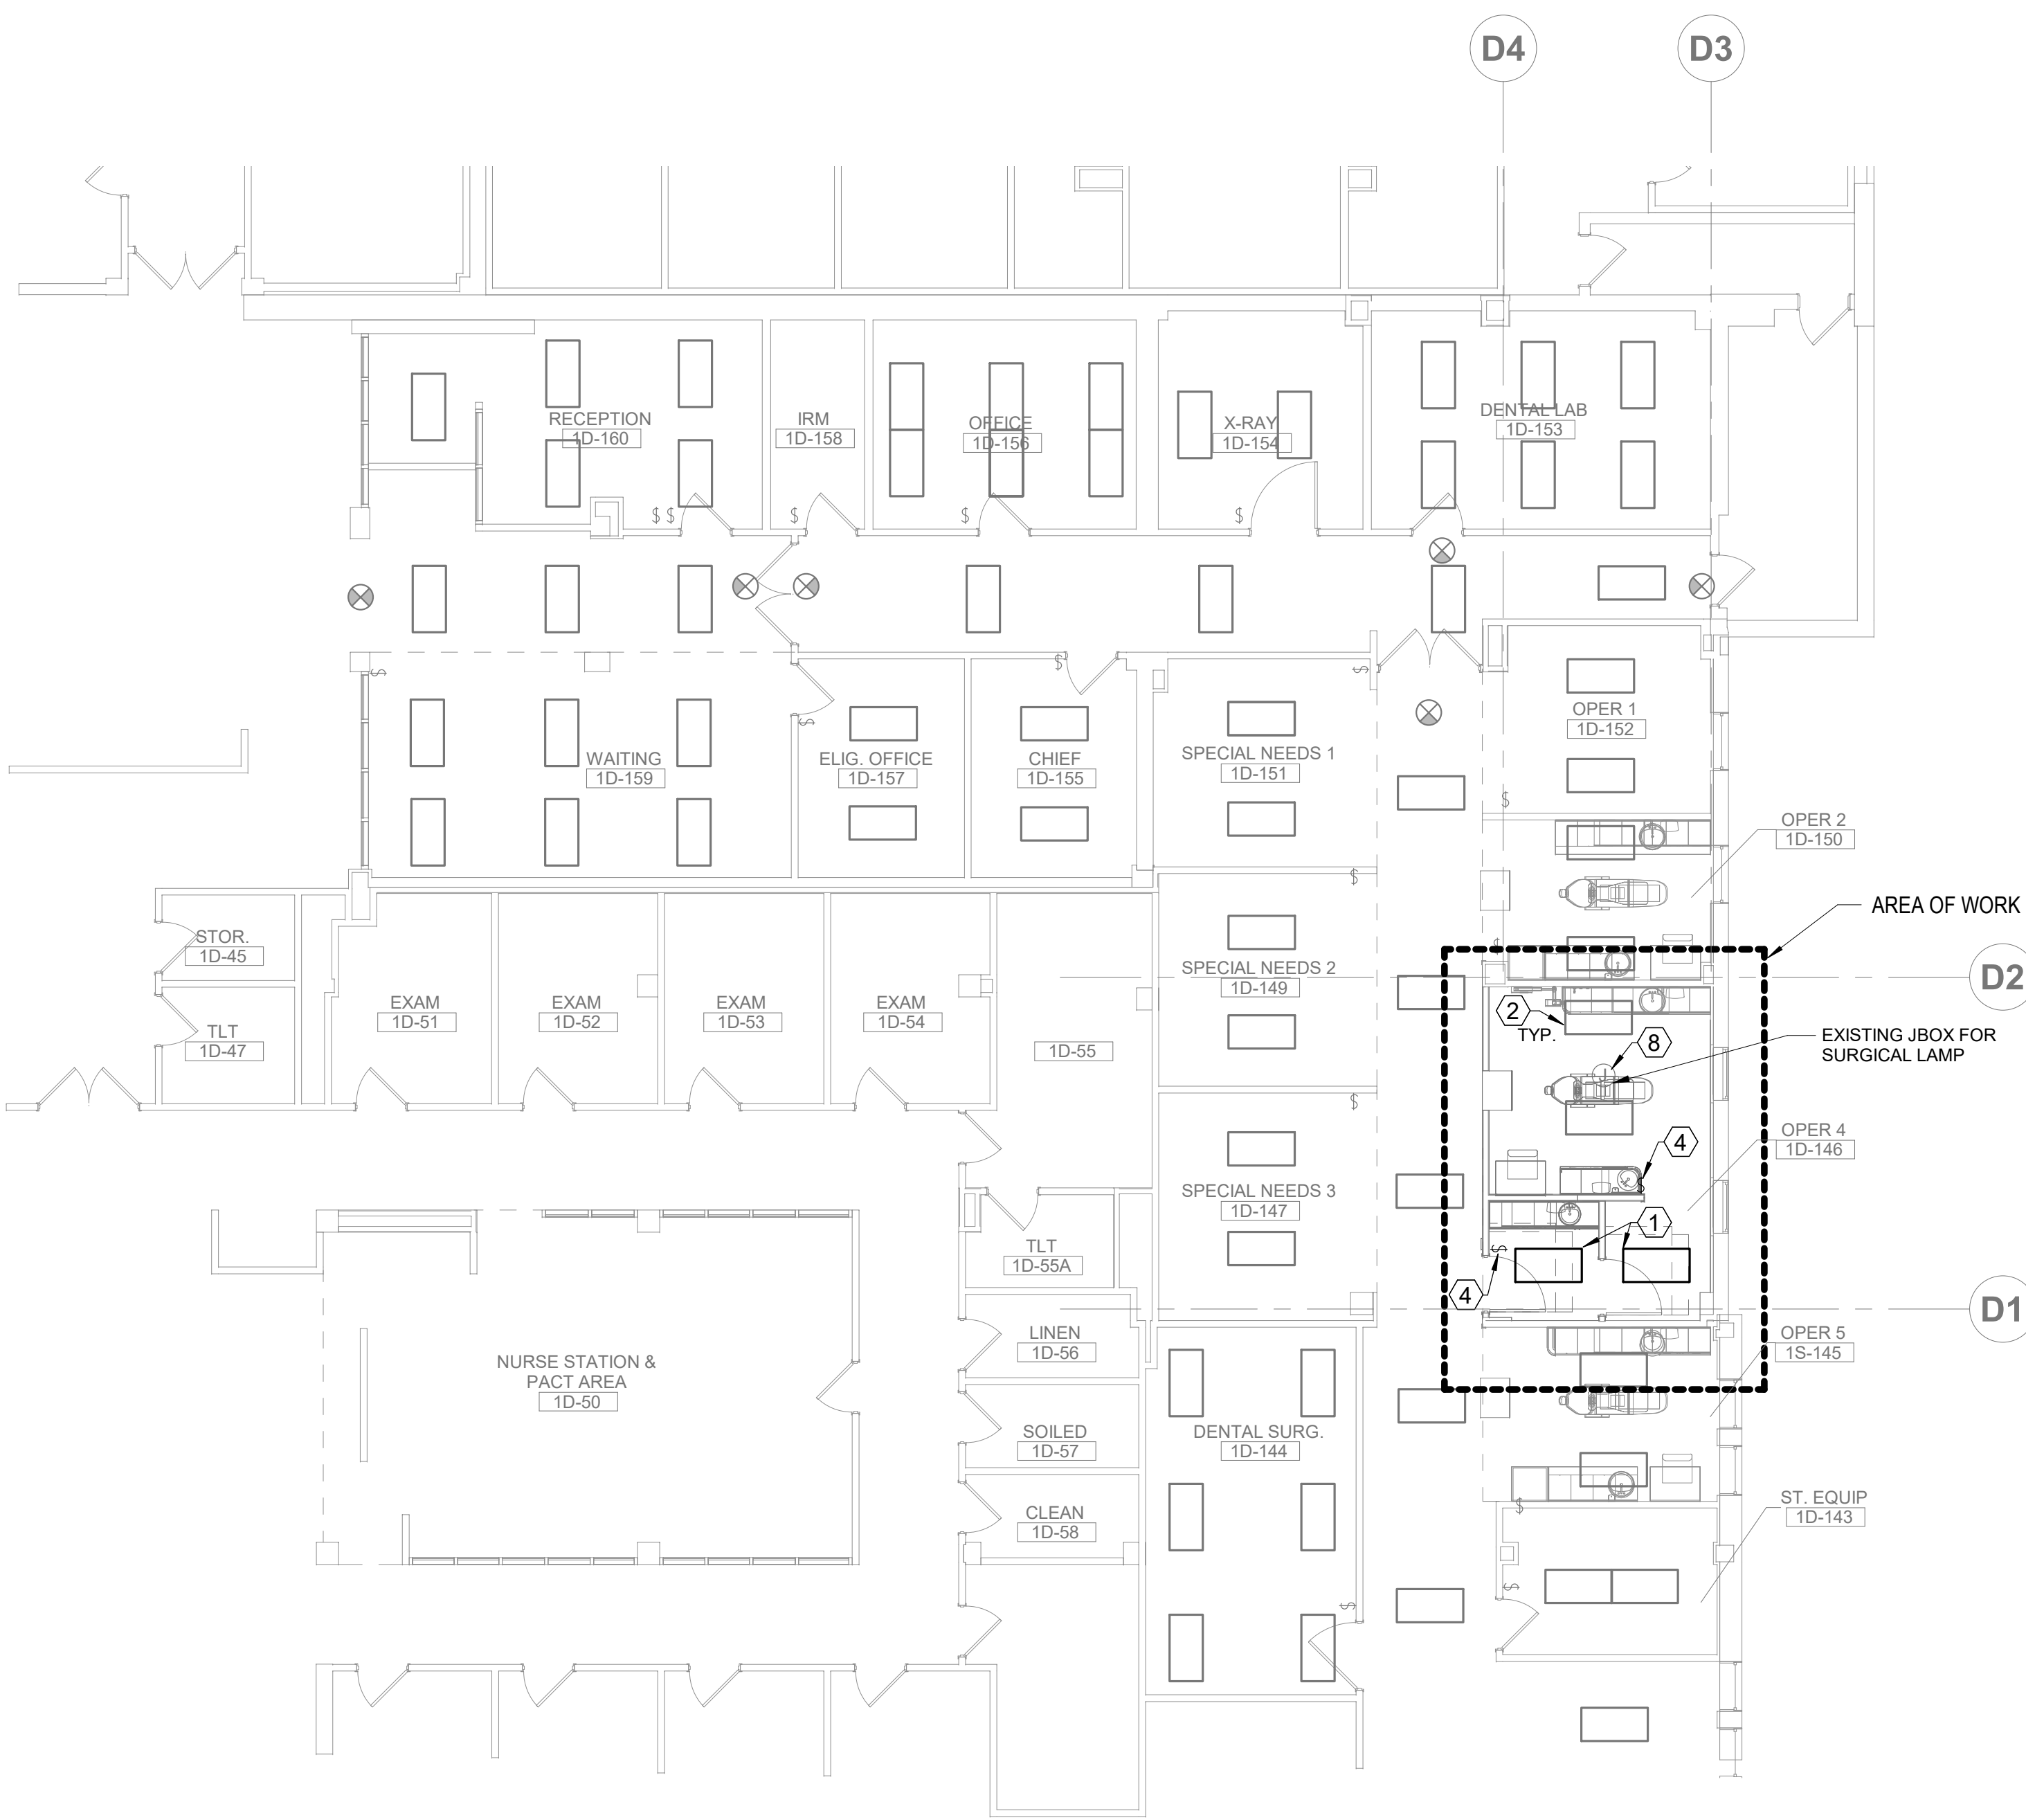 D4
D3
RECEPTION
1D-160
IRM
1D-158
OFFICE
1D-156
X-RAY
1D-154
DENTAL LAB
1D-153
$ $
$
$
$
$
$
$
$
WAITING
1D-159
ELIG. OFFICE
1D-157
CHIEF
1D-155
SPECIAL NEEDS 1
1D-151
OPER 1
1D-152
$
OPER 2
1D-150
$
$
AREA OF WORK
STOR.
1D-45
TLT
1D-47
EXAM
1D-51
EXAM
1D-52
EXAM
1D-53
EXAM
1D-54
1D-55
SPECIAL NEEDS 2
1D-149
D2
2
TYP.
8
EXISTING JBOX FOR
SURGICAL LAMP
$
4
$
OPER 4
1D-146
SPECIAL NEEDS 3
1D-147
1
$
4
TLT
1D-55A
D1
LINEN
1D-56
OPER 5
1S-145
NURSE STATION &
PACT AREA
1D-50
SOILED
1D-57
DENTAL SURG.
1D-144
CLEAN
1D-58
ST. EQUIP
1D-143
$
$
$